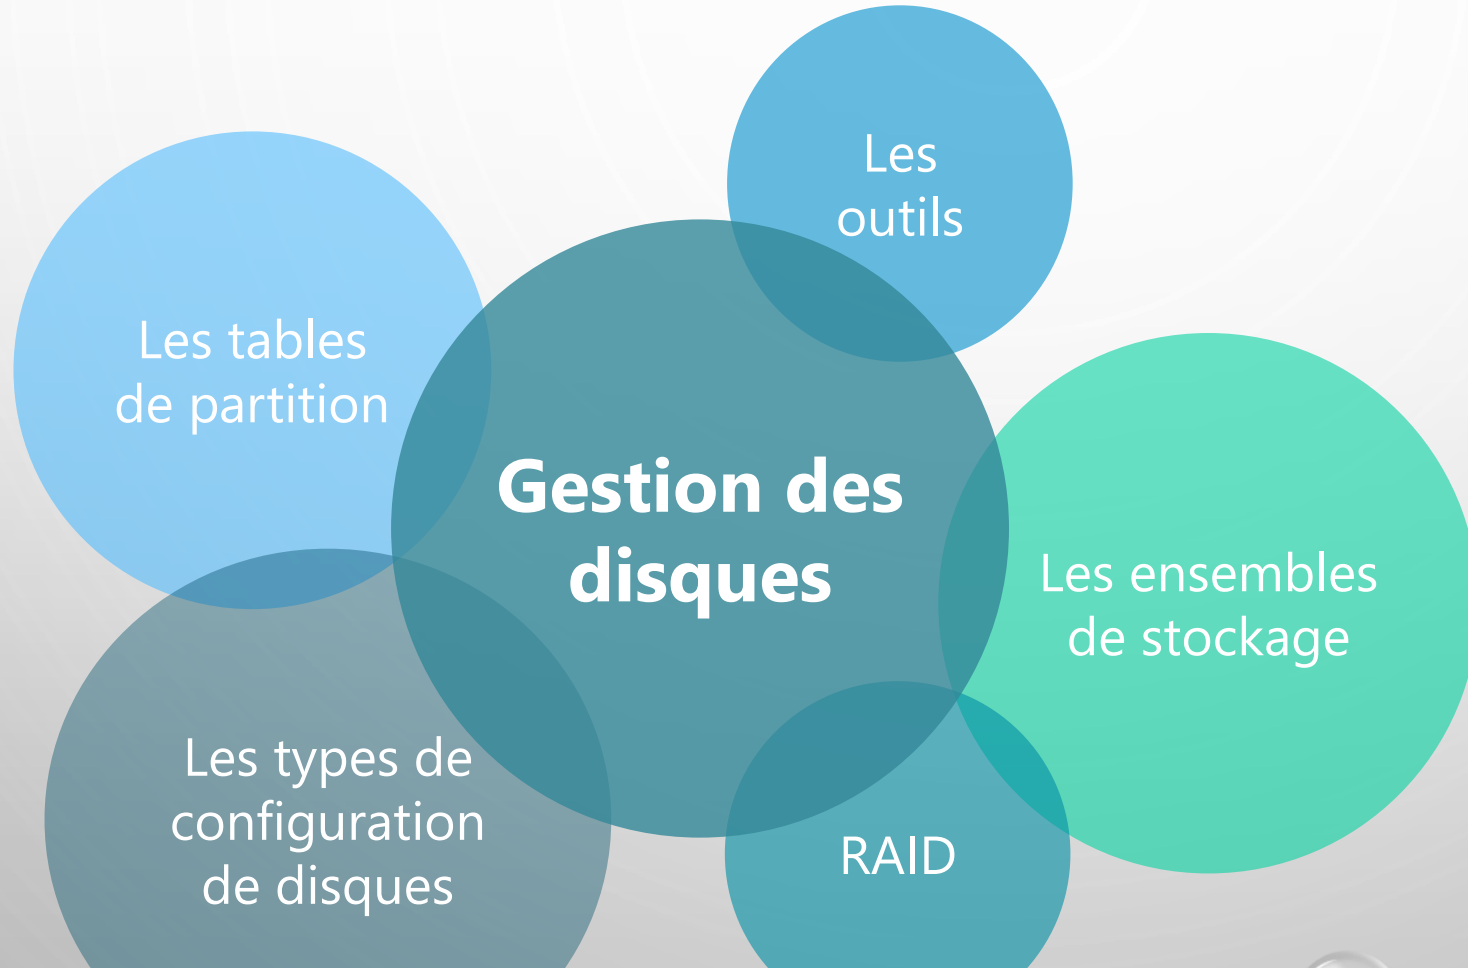 Les
outils
Les tables
de partition
Gestion des
disques
Les ensembles
de stockage
Les types de
configuration
de disques
RAID